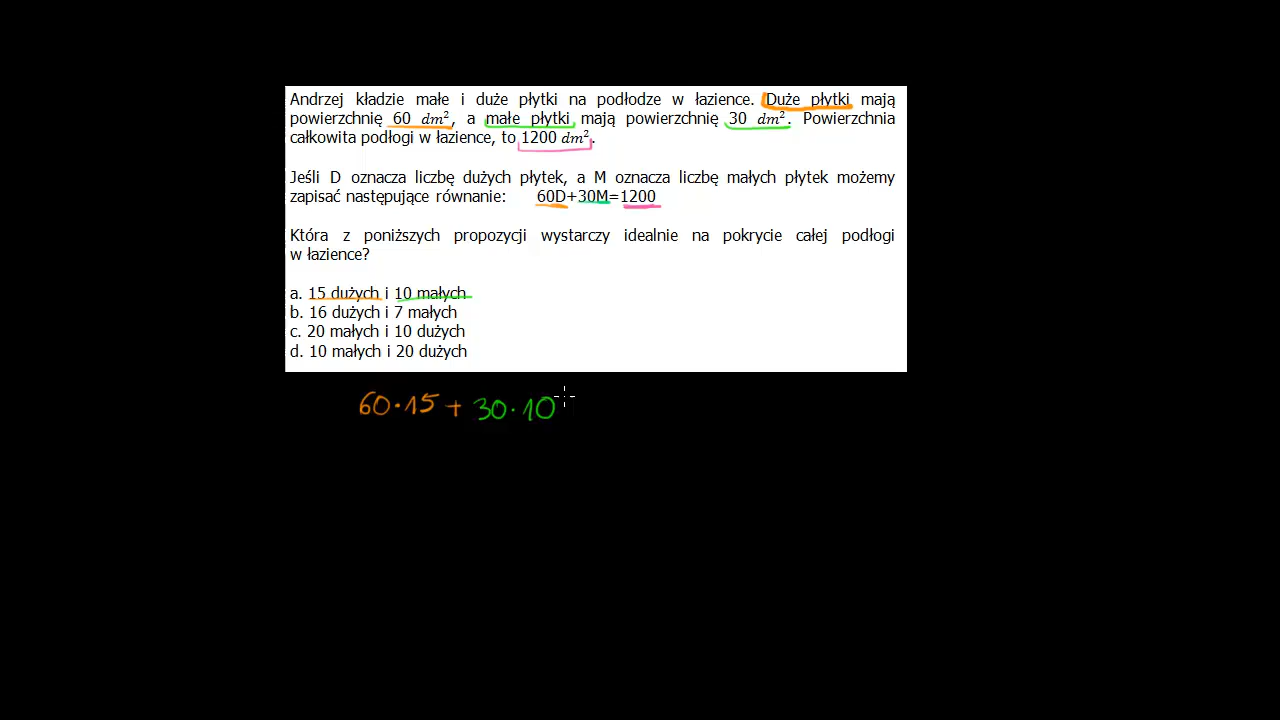 Andrzej kładzie małe i duże płytki na podłodze w łazience. Duże płytki mają
powierzchnię 60 dm², a małe płytki mają powierzchnię 30 dm². Powierzchnia
całkowita podłogi w łazience, to 1200 dm².
Jeśli D oznacza liczbę dużych płytek, a M oznacza liczbę małych płytek możemy
zapisać następujące równanie: 60D+30M=1200
Która z poniższych propozycji wystarczy idealnie na pokrycie całej podłogi
w łazience?
a. 15 dużych i 10 małych
b. 16 dużych i 7 małych
c. 20 małych i 10 dużych
d. 10 małych i 20 dużych
60·15 + 30·10